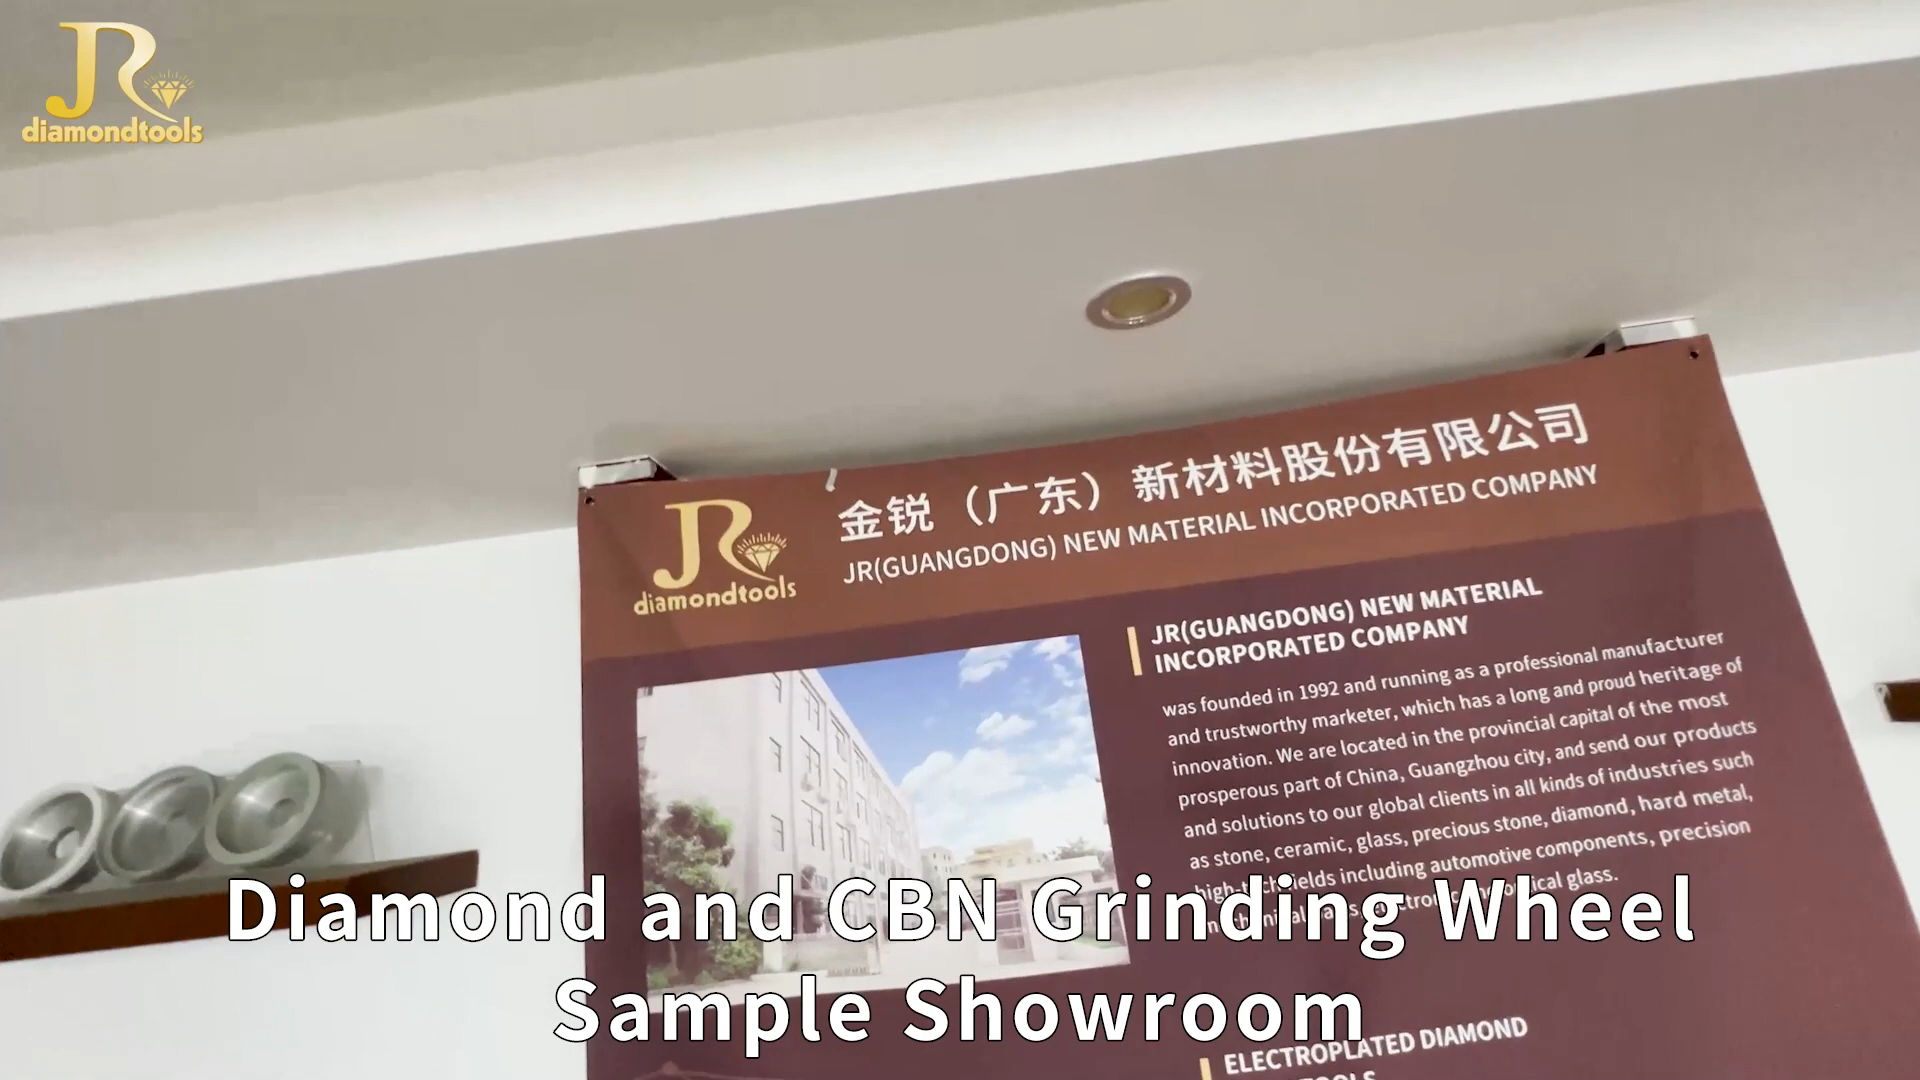 JR
diamondtools
金锐（广东）新材料股份有限公司
JR(GUANGDONG) NEW MATERIAL INCORPORATED COMPANY
JR
diamondtools
JR(GUANGDONG) NEW MATERIAL
INCORPORATED COMPANY
was founded in 1992 and running as a professional manufacturer
and trustworthy marketer, which has a long and proud heritage of
innovation. We are located in the provincial capital of the most
prosperous part of China, Guangzhou city, and send our products
and solutions to our global clients in all kinds of industries such
as stone, ceramic, glass, precious stone, diamond, hard metal,
including automotive components, precision
glass.
Diamond and CBN Grinding Wheel
Sample Showroom
ELECTROPLATED DIAMOND